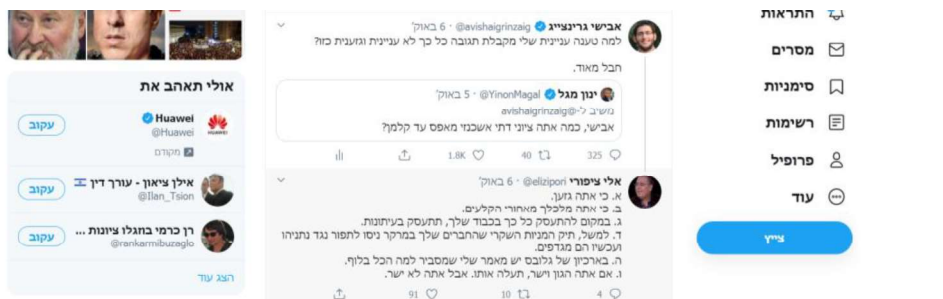 התראות
מסרים
סימניות
רשימות
פרופיל
עוד
צייץ
אבישי גרינצייג @avishaigrinzaig · 6 באוק'
למה טענה עניינית שלי מקבלת תגובה כל כך לא עניינית וגזענית כזו?
חבל מאוד.
ינון מגל @YinonMagal · 5 באוק'
משיב ל-@avishaigrinzaig
אבישי, כמה אתה ציוני דתי אשכנזי מאפס עד קלמן?
325 40 1.8K
אלי ציפורי @elizipori · 6 באוק'
א. כי אתה גזען.
ב. כי אתה מלכלך מאחורי הקלעים.
ג. במקום להתעסק כל כך בכבוד שלך, תתעסק בעיתונות.
ד. למשל, תיק המניות השקרי שהחברים שלך במרקר ניסו לתפור נגד נתניהו
ועכשיו הם מגדפים.
ה. בארכיון של גלובס יש מאמר שלי שמסביר למה הכל בלוף.
ו. אם אתה הגון וישר, תעלה אותו. אבל אתה לא ישר.
4 10 91
אולי תאהב את
Huawei
@Huawei
מקודם
עקוב
אילן ציאון - עורך דין
@Ilan_Tsion
עקוב
רן כרמי בוזגלו ציונות ...
@rankarmibuzaglo
עקוב
הצג עוד